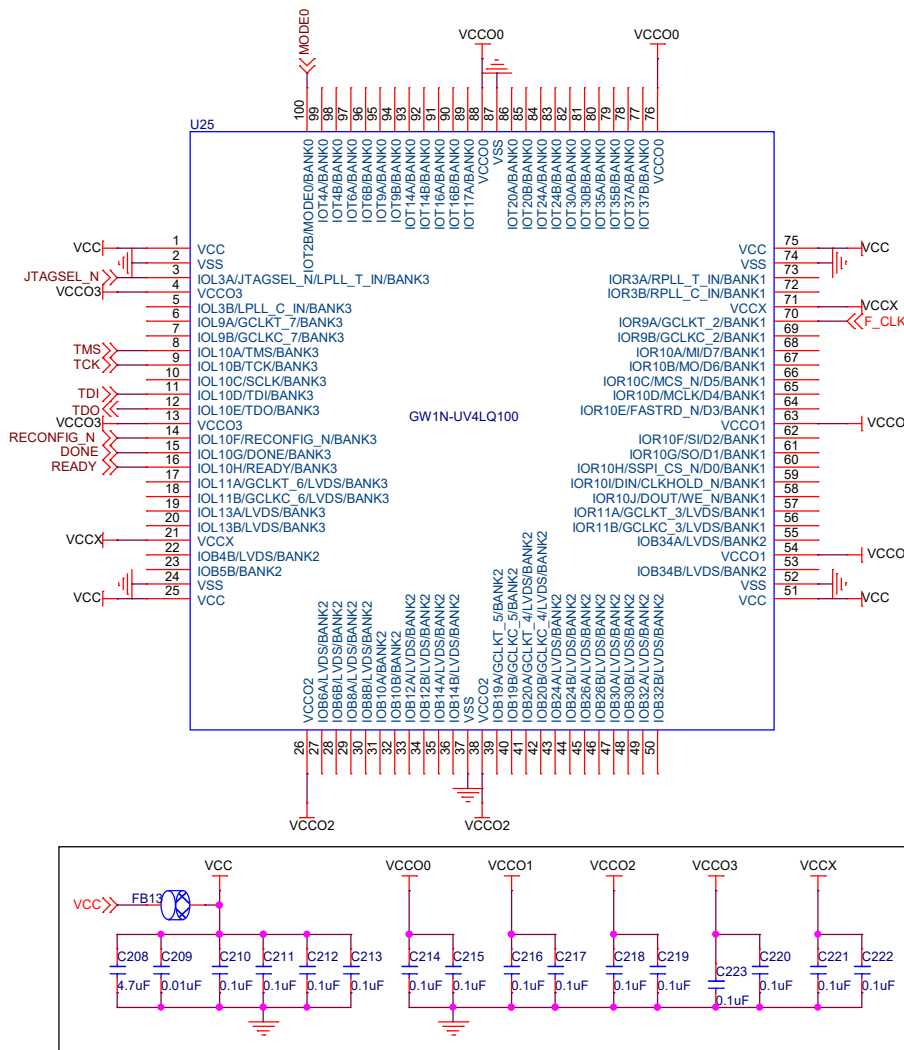 MODE0
VCCO0
VCCO0
100
99
98
97
96
95
94
93
92
91
90
89
88
87
86
85
84
83
82
81
80
79
78
77
76
U25
IOT2B/MODE0/BANK0
IOT4A/BANK0
IOT4B/BANK0
IOT6A/BANK0
IOT6B/BANK0
IOT9A/BANK0
IOT9B/BANK0
IOT14A/BANK0
IOT14B/BANK0
IOT16A/BANK0
IOT16B/BANK0
IOT17A/BANK0
VCCO0
VSS
IOT20A/BANK0
IOT20B/BANK0
IOT24A/BANK0
IOT24B/BANK0
IOT30A/BANK0
IOT30B/BANK0
IOT35A/BANK0
IOT35B/BANK0
IOT37A/BANK0
IOT37B/BANK0
VCCO0
VCC 1 VCC
2 VSS
JTAGSEL_N 3 IOL3A/JTAGSEL_N/LPLL_T_IN/BANK3
VCCO3 4 VCCO3
5 IOL3B/LPLL_C_IN/BANK3
6 IOL9A/GCLKT_7/BANK3
7 IOL9B/GCLKC_7/BANK3
TMS 8 IOL10A/TMS/BANK3
TCK 9 IOL10B/TCK/BANK3
10 IOL10C/SCLK/BANK3
TDI 11 IOL10D/TDI/BANK3
TDO 12 IOL10E/TDO/BANK3
VCCO3 13 VCCO3
RECONFIG_N 14 IOL10F/RECONFIG_N/BANK3
DONE 15 IOL10G/DONE/BANK3
READY 16 IOL10H/READY/BANK3
17 IOL11A/GCLKT_6/LVDS/BANK3
18 IOL11B/GCLKC_6/LVDS/BANK3
19 IOL13A/LVDS/BANK3
20 IOL13B/LVDS/BANK3
VCCX 21 VCCX
22 IOB4B/LVDS/BANK2
23 IOB5B/BANK2
24 VSS
VCC 25 VCC
GW1N-UV4LQ100
VCC 75 VCC
VSS 74
IOR3A/RPLL_T_IN/BANK1 73
IOR3B/RPLL_C_IN/BANK1 72
VCCX 71 VCCX
IOR9A/GCLKT_2/BANK1 70 F_CLK
IOR9B/GCLKC_2/BANK1 69
IOR10A/MI/D7/BANK1 68
IOR10B/MO/D6/BANK1 67
IOR10C/MCS_N/D5/BANK1 66
IOR10D/MCLK/D4/BANK1 65
IOR10E/FASTRD_N/D3/BANK1 64
VCCO1 63 VCCO
IOR10F/SI/D2/BANK1 62
IOR10G/SO/D1/BANK1 61
IOR10H/SSPI_CS_N/D0/BANK1 60
IOR10I/DIN/CLKHOLD_N/BANK1 59
IOR10J/DOUT/WE_N/BANK1 58
IOR11A/GCLKT_3/LVDS/BANK1 57
IOR11B/GCLKC_3/LVDS/BANK1 56
IOB34A/LVDS/BANK2 55
VCCO1 54 VCCO
IOB34B/LVDS/BANK2 53
VSS 52
VCC 51 VCC
VCCO2
IOB6A/LVDS/BANK2
IOB6B/LVDS/BANK2
IOB8A/LVDS/BANK2
IOB8B/LVDS/BANK2
IOB10A/BANK2
IOB10B/BANK2
IOB12A/LVDS/BANK2
IOB12B/LVDS/BANK2
IOB14A/LVDS/BANK2
IOB14B/LVDS/BANK2
VSS
VCCO2
IOB19A/GCLKT_5/BANK2
IOB19B/GCLKC_5/BANK2
IOB20A/GCLKT_4/LVDS/BANK2
IOB20B/GCLKC_4/LVDS/BANK2
IOB24A/LVDS/BANK2
IOB24B/LVDS/BANK2
IOB26A/LVDS/BANK2
IOB26B/LVDS/BANK2
IOB30A/LVDS/BANK2
IOB30B/LVDS/BANK2
IOB32A/LVDS/BANK2
IOB32B/LVDS/BANK2
26
27
28
29
30
31
32
33
34
35
36
37
38
39
40
41
42
43
44
45
46
47
48
49
50
VCCO2
VCCO2
VCC VCCO0 VCCO1 VCCO2 VCCO3 VCCX
VCC FB13
C208 C209 C210 C211 C212 C213 C214 C215 C216 C217 C218 C219 C223 C220 C221 C222
4.7uF 0.01uF 0.1uF 0.1uF 0.1uF 0.1uF 0.1uF 0.1uF 0.1uF 0.1uF 0.1uF 0.1uF 0.1uF 0.1uF 0.1uF 0.1uF